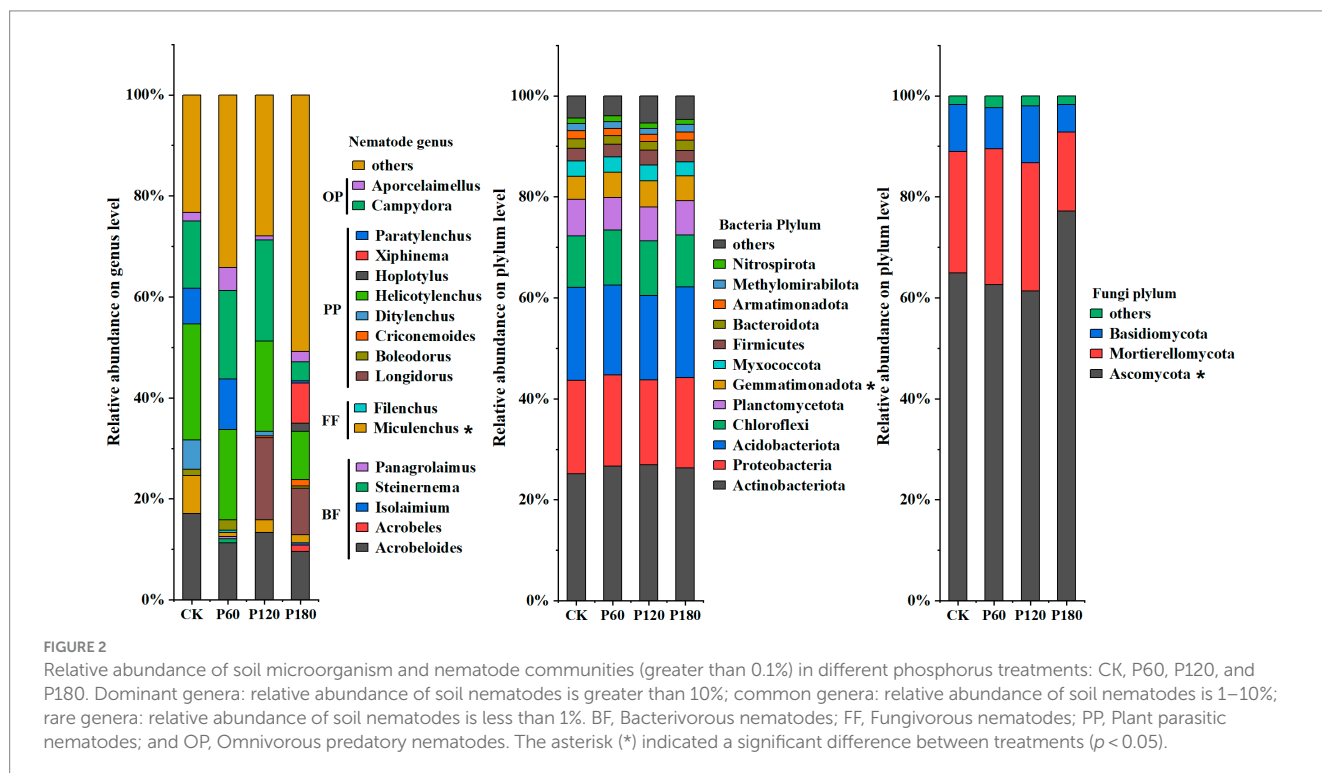 Relative abundance on genus level
100%
80%
60%
40%
20%
0%
CK P60 P120 P180
Nematode genus
others
OP
Aporcelaimellus
Campydora
PP
Paratylenchus
Xiphinema
Hoplotylus
Helicotylenchus
Ditylenchus
Criconemoides
Boleodorus
Longidorus
FF
Filenchus
Miculenchus *
BF
Panagrolaimus
Steinernema
Isolaimium
Acrobeles
Acrobeloides
Relative abundance on plylum level
100%
80%
60%
40%
20%
0%
CK P60 P120 P180
Bacteria Plylum
others
Nitrospirota
Methylomirabilota
Armatimonadota
Bacteroidota
Firmicutes
Myxococcota
Gemmatimonadota *
Planctomycetota
Chloroflexi
Acidobacteriota
Proteobacteria
Actinobacteriota
Relative abundance on plylum level
100%
80%
60%
40%
20%
0%
CK P60 P120 P180
Fungi plylum
others
Basidiomycota
Mortierellomycota
Ascomycota *
FIGURE 2
Relative abundance of soil microorganism and nematode communities (greater than 0.1%) in different phosphorus treatments: CK, P60, P120, and
P180. Dominant genera: relative abundance of soil nematodes is greater than 10%; common genera: relative abundance of soil nematodes is 1–10%;
rare genera: relative abundance of soil nematodes is less than 1%. BF, Bacterivorous nematodes; FF, Fungivorous nematodes; PP, Plant parasitic
nematodes; and OP, Omnivorous predatory nematodes. The asterisk (*) indicated a significant difference between treatments (p < 0.05).